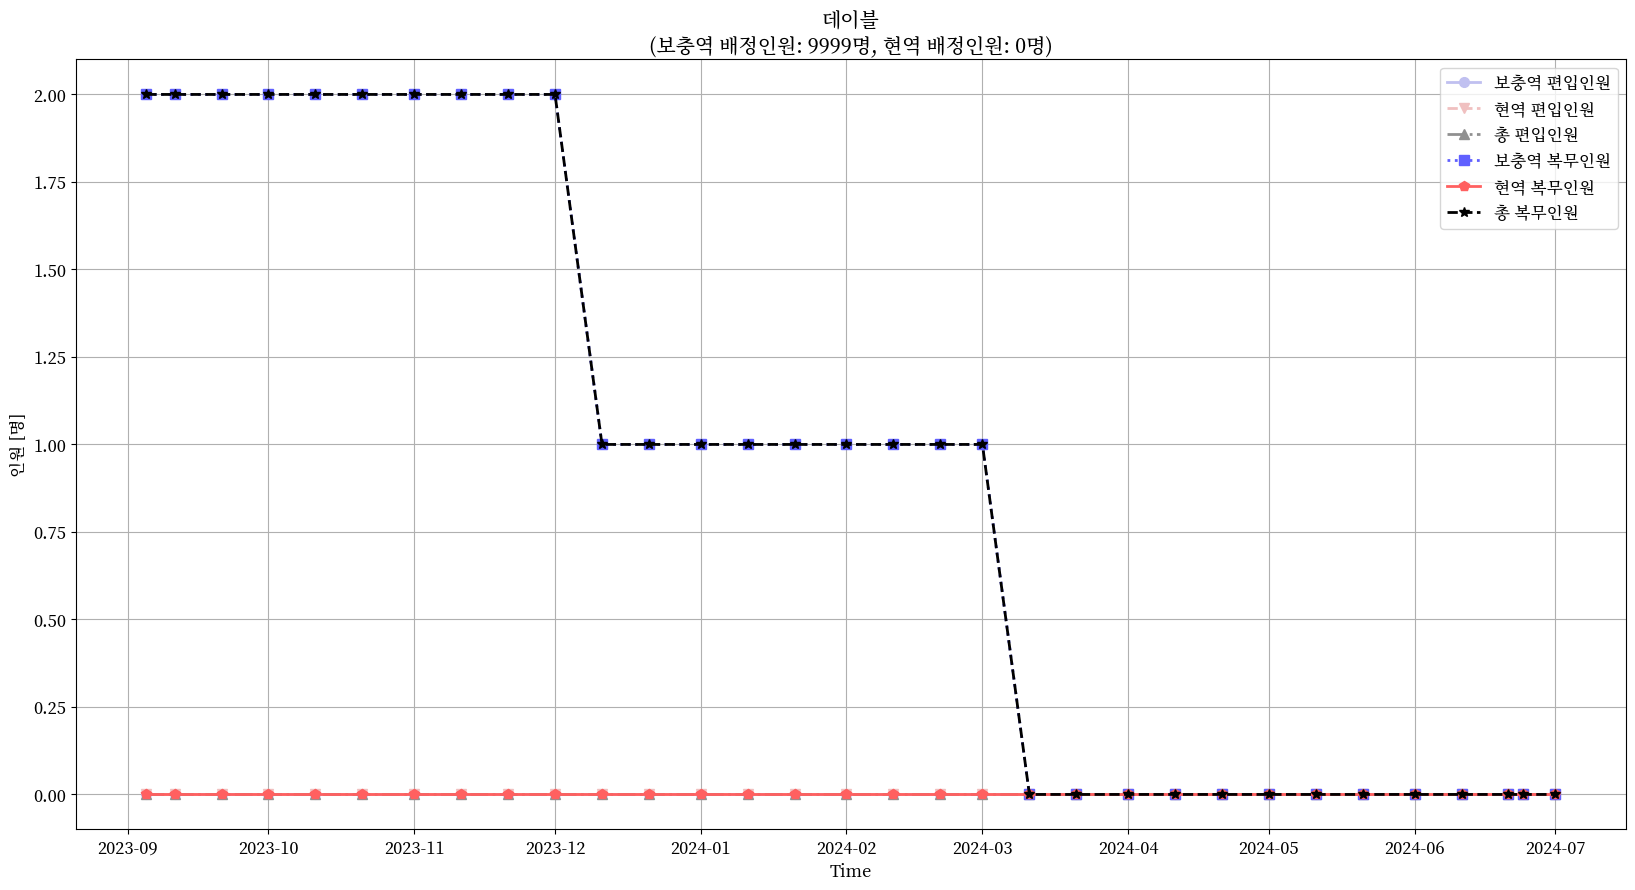 데이블
(보충역 배정인원: 9999명, 현역 배정인원: 0명)
보충역 편입인원
현역 편입인원
총 편입인원
보충역 복무인원
현역 복무인원
총 복무인원
인원 [명]
2.00
1.75
1.50
1.25
1.00
0.75
0.50
0.25
0.00
2023-09 2023-10 2023-11 2023-12 2024-01 2024-02 2024-03 2024-04 2024-05 2024-06 2024-07
Time